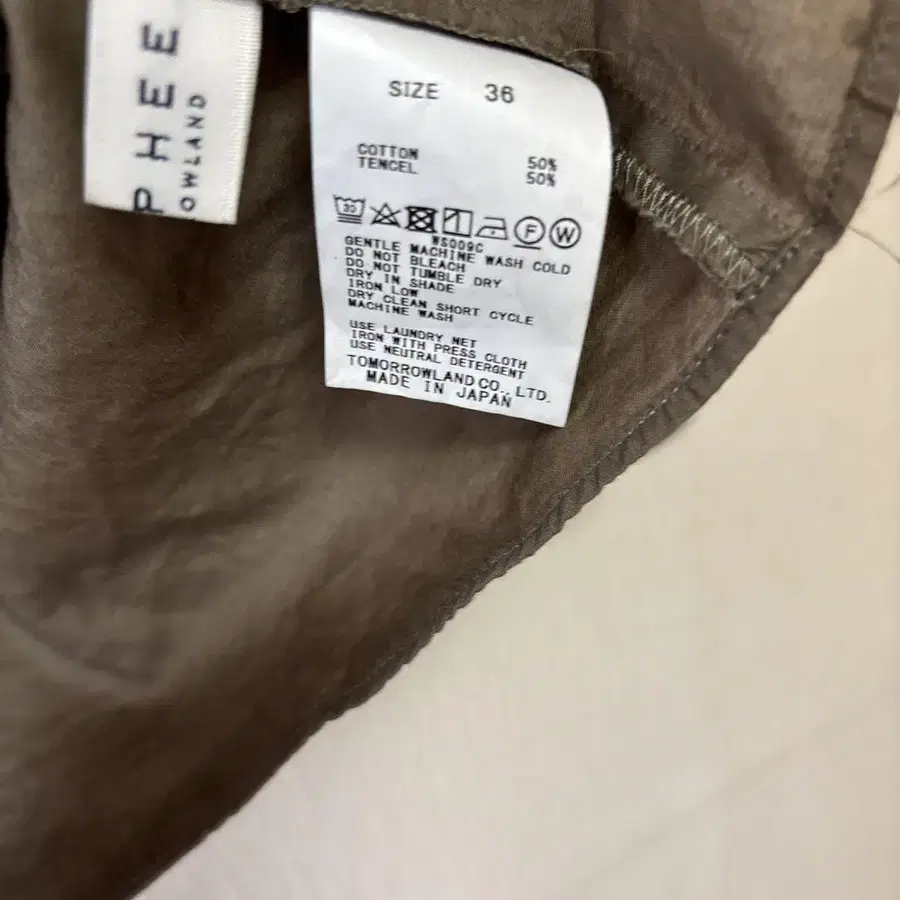 PHEE
OWLAND
SIZE 36
COTTON 50%
TENCEL 50%
30 F W
WS009C
GENTLE MACHINE WASH COLD
DO NOT BLEACH
DO NOT TUMBLE DRY
DRY IN SHADE
IRON LOW
DRY CLEAN SHORT CYCLE
MACHINE WASH
USE LAUNDRY NET
IRON WITH PRESS CLOTH
USE NEUTRAL DETERGENT
TOMORROWLAND CO., LTD.
MADE IN JAPAN